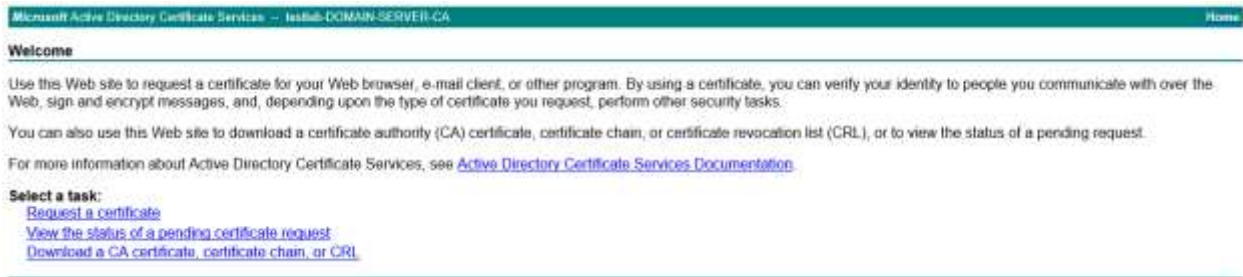 Microsoft Active Directory Certificate Services -- testlab-DOMAIN-SERVER-CA Home
Welcome
Use this Web site to request a certificate for your Web browser, e-mail client, or other program. By using a certificate, you can verify your identity to people you communicate with over the
Web, sign and encrypt messages, and, depending upon the type of certificate you request, perform other security tasks.
You can also use this Web site to download a certificate authority (CA) certificate, certificate chain, or certificate revocation list (CRL), or to view the status of a pending request.
For more information about Active Directory Certificate Services, see Active Directory Certificate Services Documentation.
Select a task:
Request a certificate
View the status of a pending certificate request
Download a CA certificate, certificate chain, or CRL